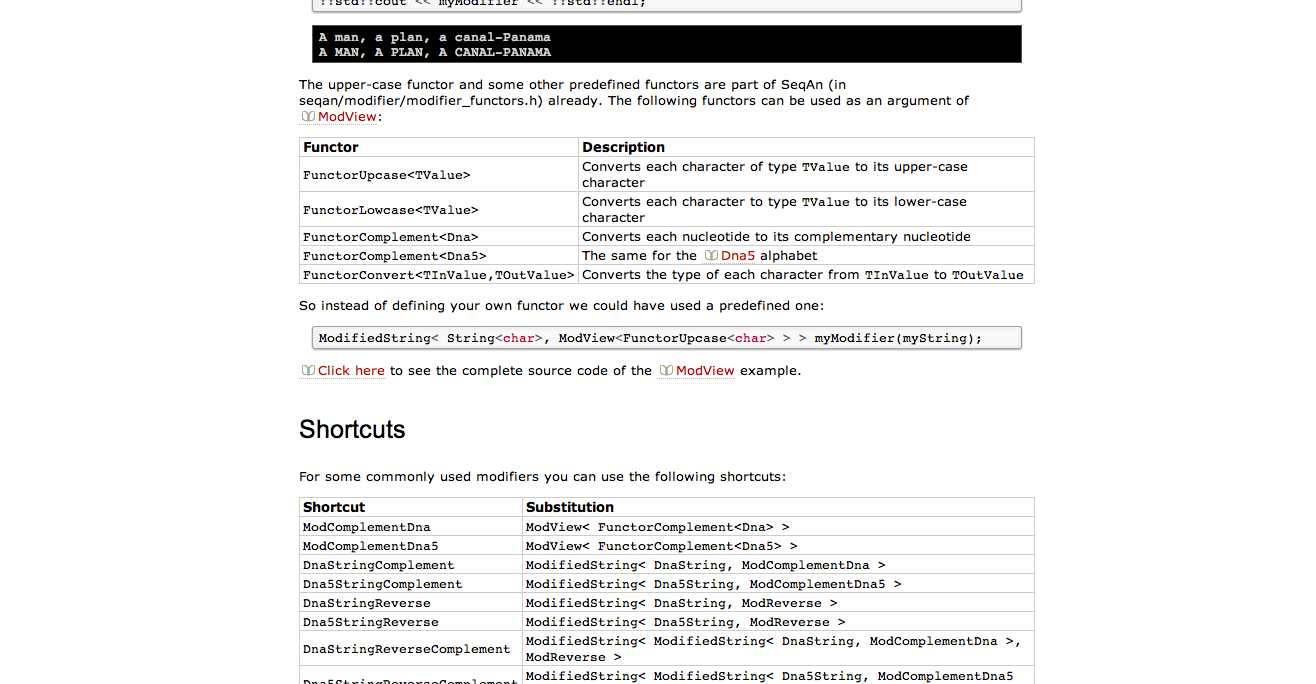 ::std::cout << myModifier << ::std::endl;
A man, a plan, a canal-Panama
A MAN, A PLAN, A CANAL-PANAMA
The upper-case functor and some other predefined functors are part of SeqAn (in
seqan/modifier/modifier_functors.h) already. The following functors can be used as an argument of
ModView:
Functor Description
FunctorUpcase<TValue> Converts each character of type TValue to its upper-case
character
FunctorLowcase<TValue> Converts each character to type TValue to its lower-case
character
FunctorComplement<Dna> Converts each nucleotide to its complementary nucleotide
FunctorComplement<Dna5> The same for the Dna5 alphabet
FunctorConvert<TInValue,TOutValue> Converts the type of each character from TInValue to TOutValue
So instead of defining your own functor we could have used a predefined one:
ModifiedString< String<char>, ModView<FunctorUpcase<char> > > myModifier(myString);
Click here to see the complete source code of the ModView example.
Shortcuts
For some commonly used modifiers you can use the following shortcuts:
Shortcut Substitution
ModComplementDna ModView< FunctorComplement<Dna> >
ModComplementDna5 ModView< FunctorComplement<Dna5> >
DnaStringComplement ModifiedString< DnaString, ModComplementDna >
Dna5StringComplement ModifiedString< Dna5String, ModComplementDna5 >
DnaStringReverse ModifiedString< DnaString, ModReverse >
Dna5StringReverse ModifiedString< Dna5String, ModReverse >
DnaStringReverseComplement ModifiedString< ModifiedString< DnaString, ModComplementDna >,
ModReverse >
Dna5StringReverseComplement ModifiedString< ModifiedString< Dna5String, ModComplementDna5